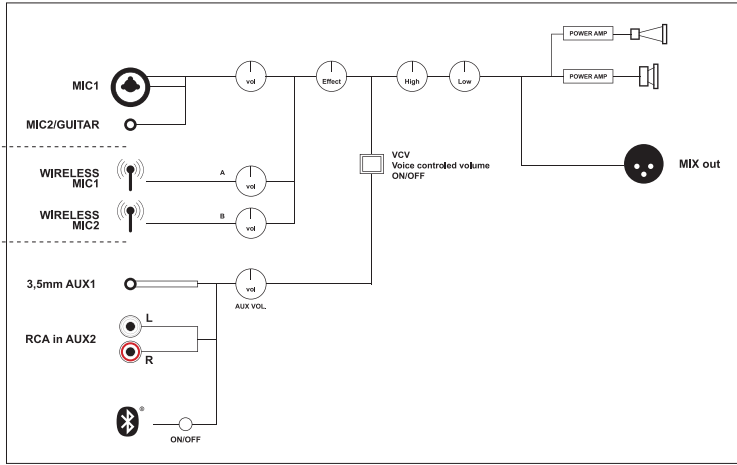 POWER AMP
MIC1
vol
Effect
High
Low
POWER AMP
MIC2/GUITAR
VCV
Voice controled volume
ON/OFF
MIX out
WIRELESS
MIC1
A
vol
WIRELESS
MIC2
B
vol
3,5mm AUX1
vol
AUX VOL.
L
RCA in AUX2
R
®
ON/OFF